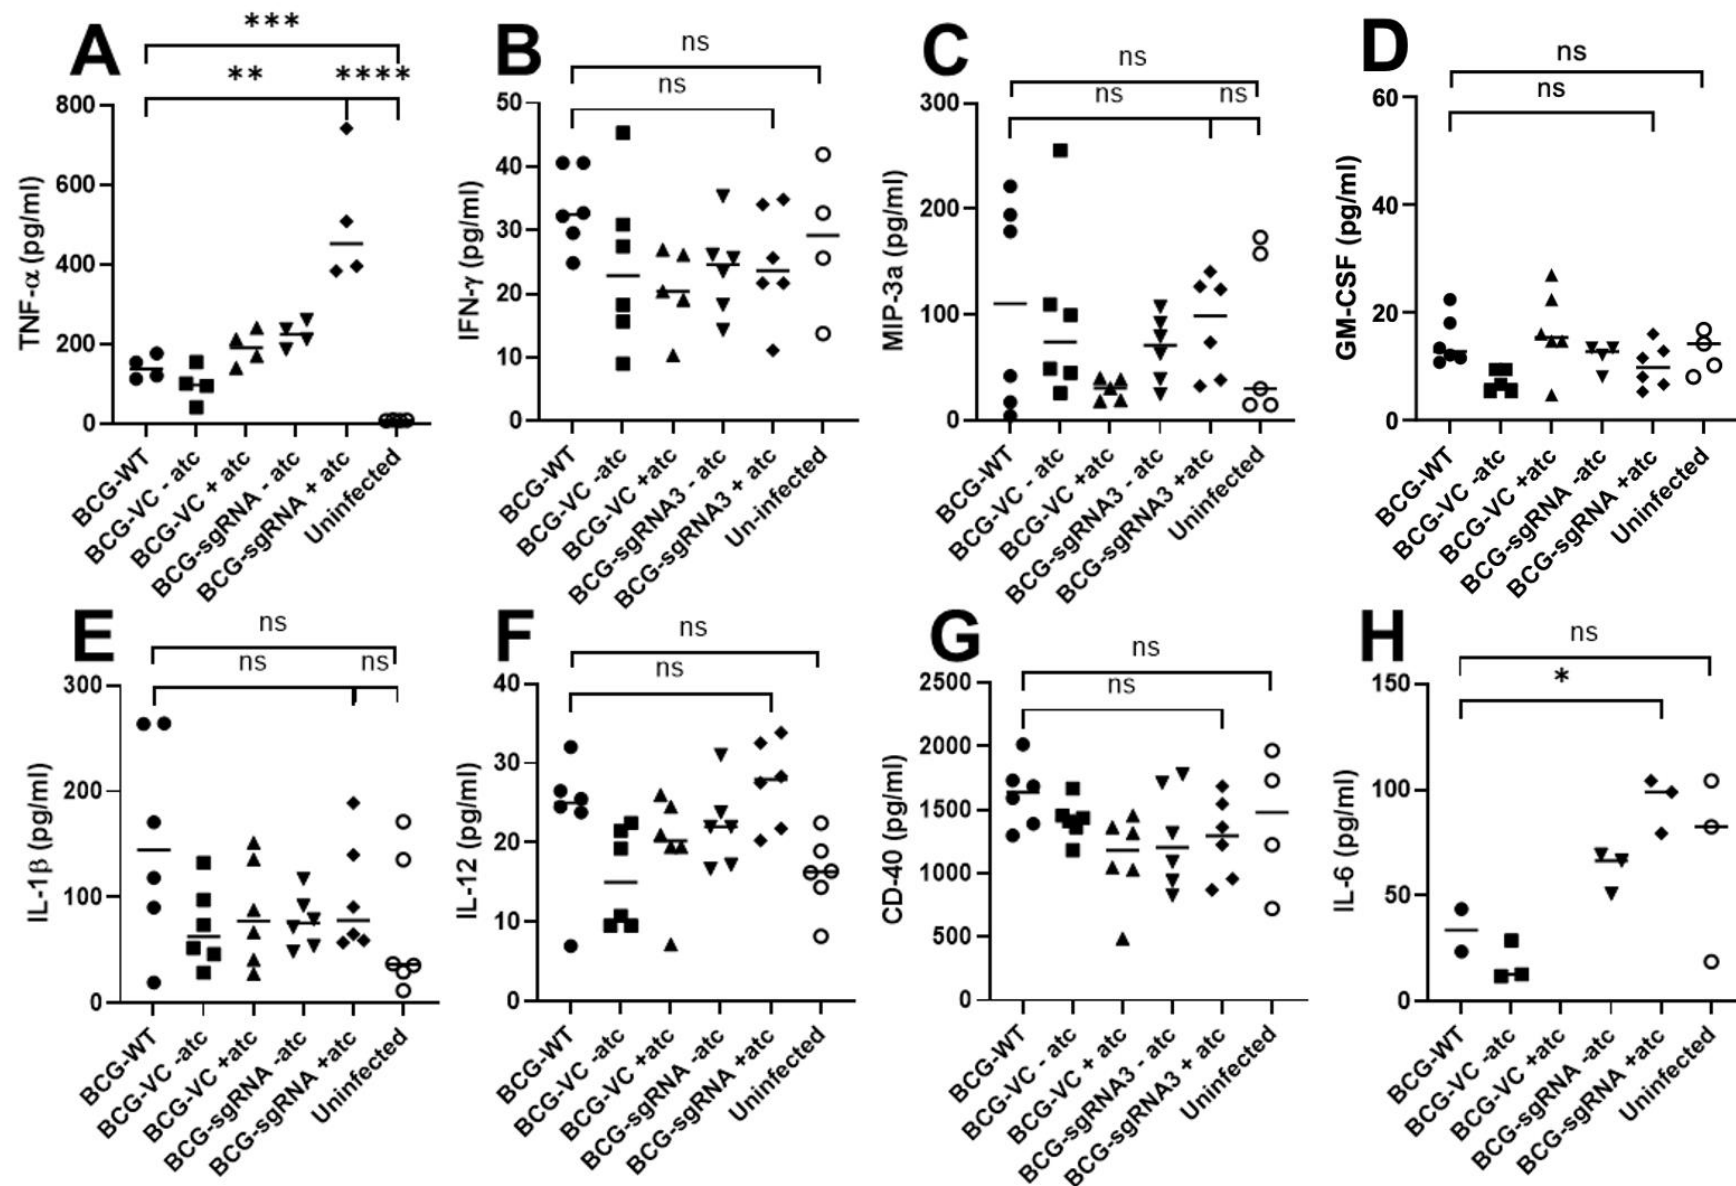 A
***
** ****
TNF-α (pg/ml)
800
600
400
200
0
BCG-WT
BCG-VC - atc
BCG-VC + atc
BCG-sgRNA - atc
BCG-sgRNA + atc
Uninfected
B
ns
ns
IFN-γ (pg/ml)
50
40
30
20
10
0
BCG-WT
BCG-VC -atc
BCG-VC +atc
BCG-sgRNA3 - atc
BCG-sgRNA3 + atc
Un-infected
C
ns
ns ns
MIP-3a (pg/ml)
300
200
100
0
BCG-WT
BCG-VC - atc
BCG-VC +atc
BCG-sgRNA3 - atc
BCG-sgRNA3 +atc
Uninfected
D
ns
ns
GM-CSF (pg/ml)
60
40
20
0
BCG-WT
BCG-VC -atc
BCG-VC +atc
BCG-sgRNA -atc
BCG-sgRNA +atc
Uninfected
E
ns
ns ns
IL-1β (pg/ml)
300
200
100
0
BCG-WT
BCG-VC -atc
BCG-VC +atc
BCG-sgRNA -atc
BCG-sgRNA +atc
Uninfected
F
ns
ns
IL-12 (pg/ml)
40
30
20
10
0
BCG-WT
BCG-VC -atc
BCG-VC +atc
BCG-sgRNA -atc
BCG-sgRNA +atc
Uninfected
G
ns
ns
CD-40 (pg/ml)
2500
2000
1500
1000
500
0
BCG-WT
BCG-VC - atc
BCG-VC + atc
BCG-sgRNA3 - atc
BCG-sgRNA3 + atc
Uninfected
H
ns
*
IL-6 (pg/ml)
150
100
50
0
BCG-WT
BCG-VC -atc
BCG-VC +atc
BCG-sgRNA -atc
BCG-sgRNA +atc
Uninfected